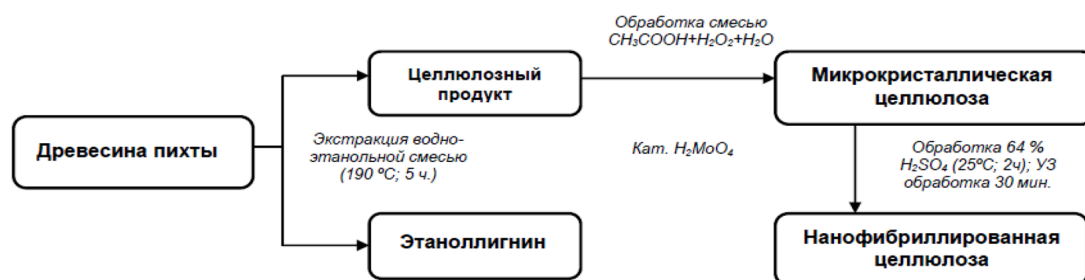 Обработка смесью
CH₃COOH+H₂O₂+H₂O
Целлюлозный
продукт
Микрокристаллическая
целлюлоза
Древесина пихты
Экстракция водно-
этанольной смесью
(190 ºС; 5 ч.)
Кат. H₂MoO₄
Обработка 64 %
H₂SO₄ (25ºС; 2ч); УЗ
обработка 30 мин.
Этаноллигнин
Нанофибриллированная
целлюлоза